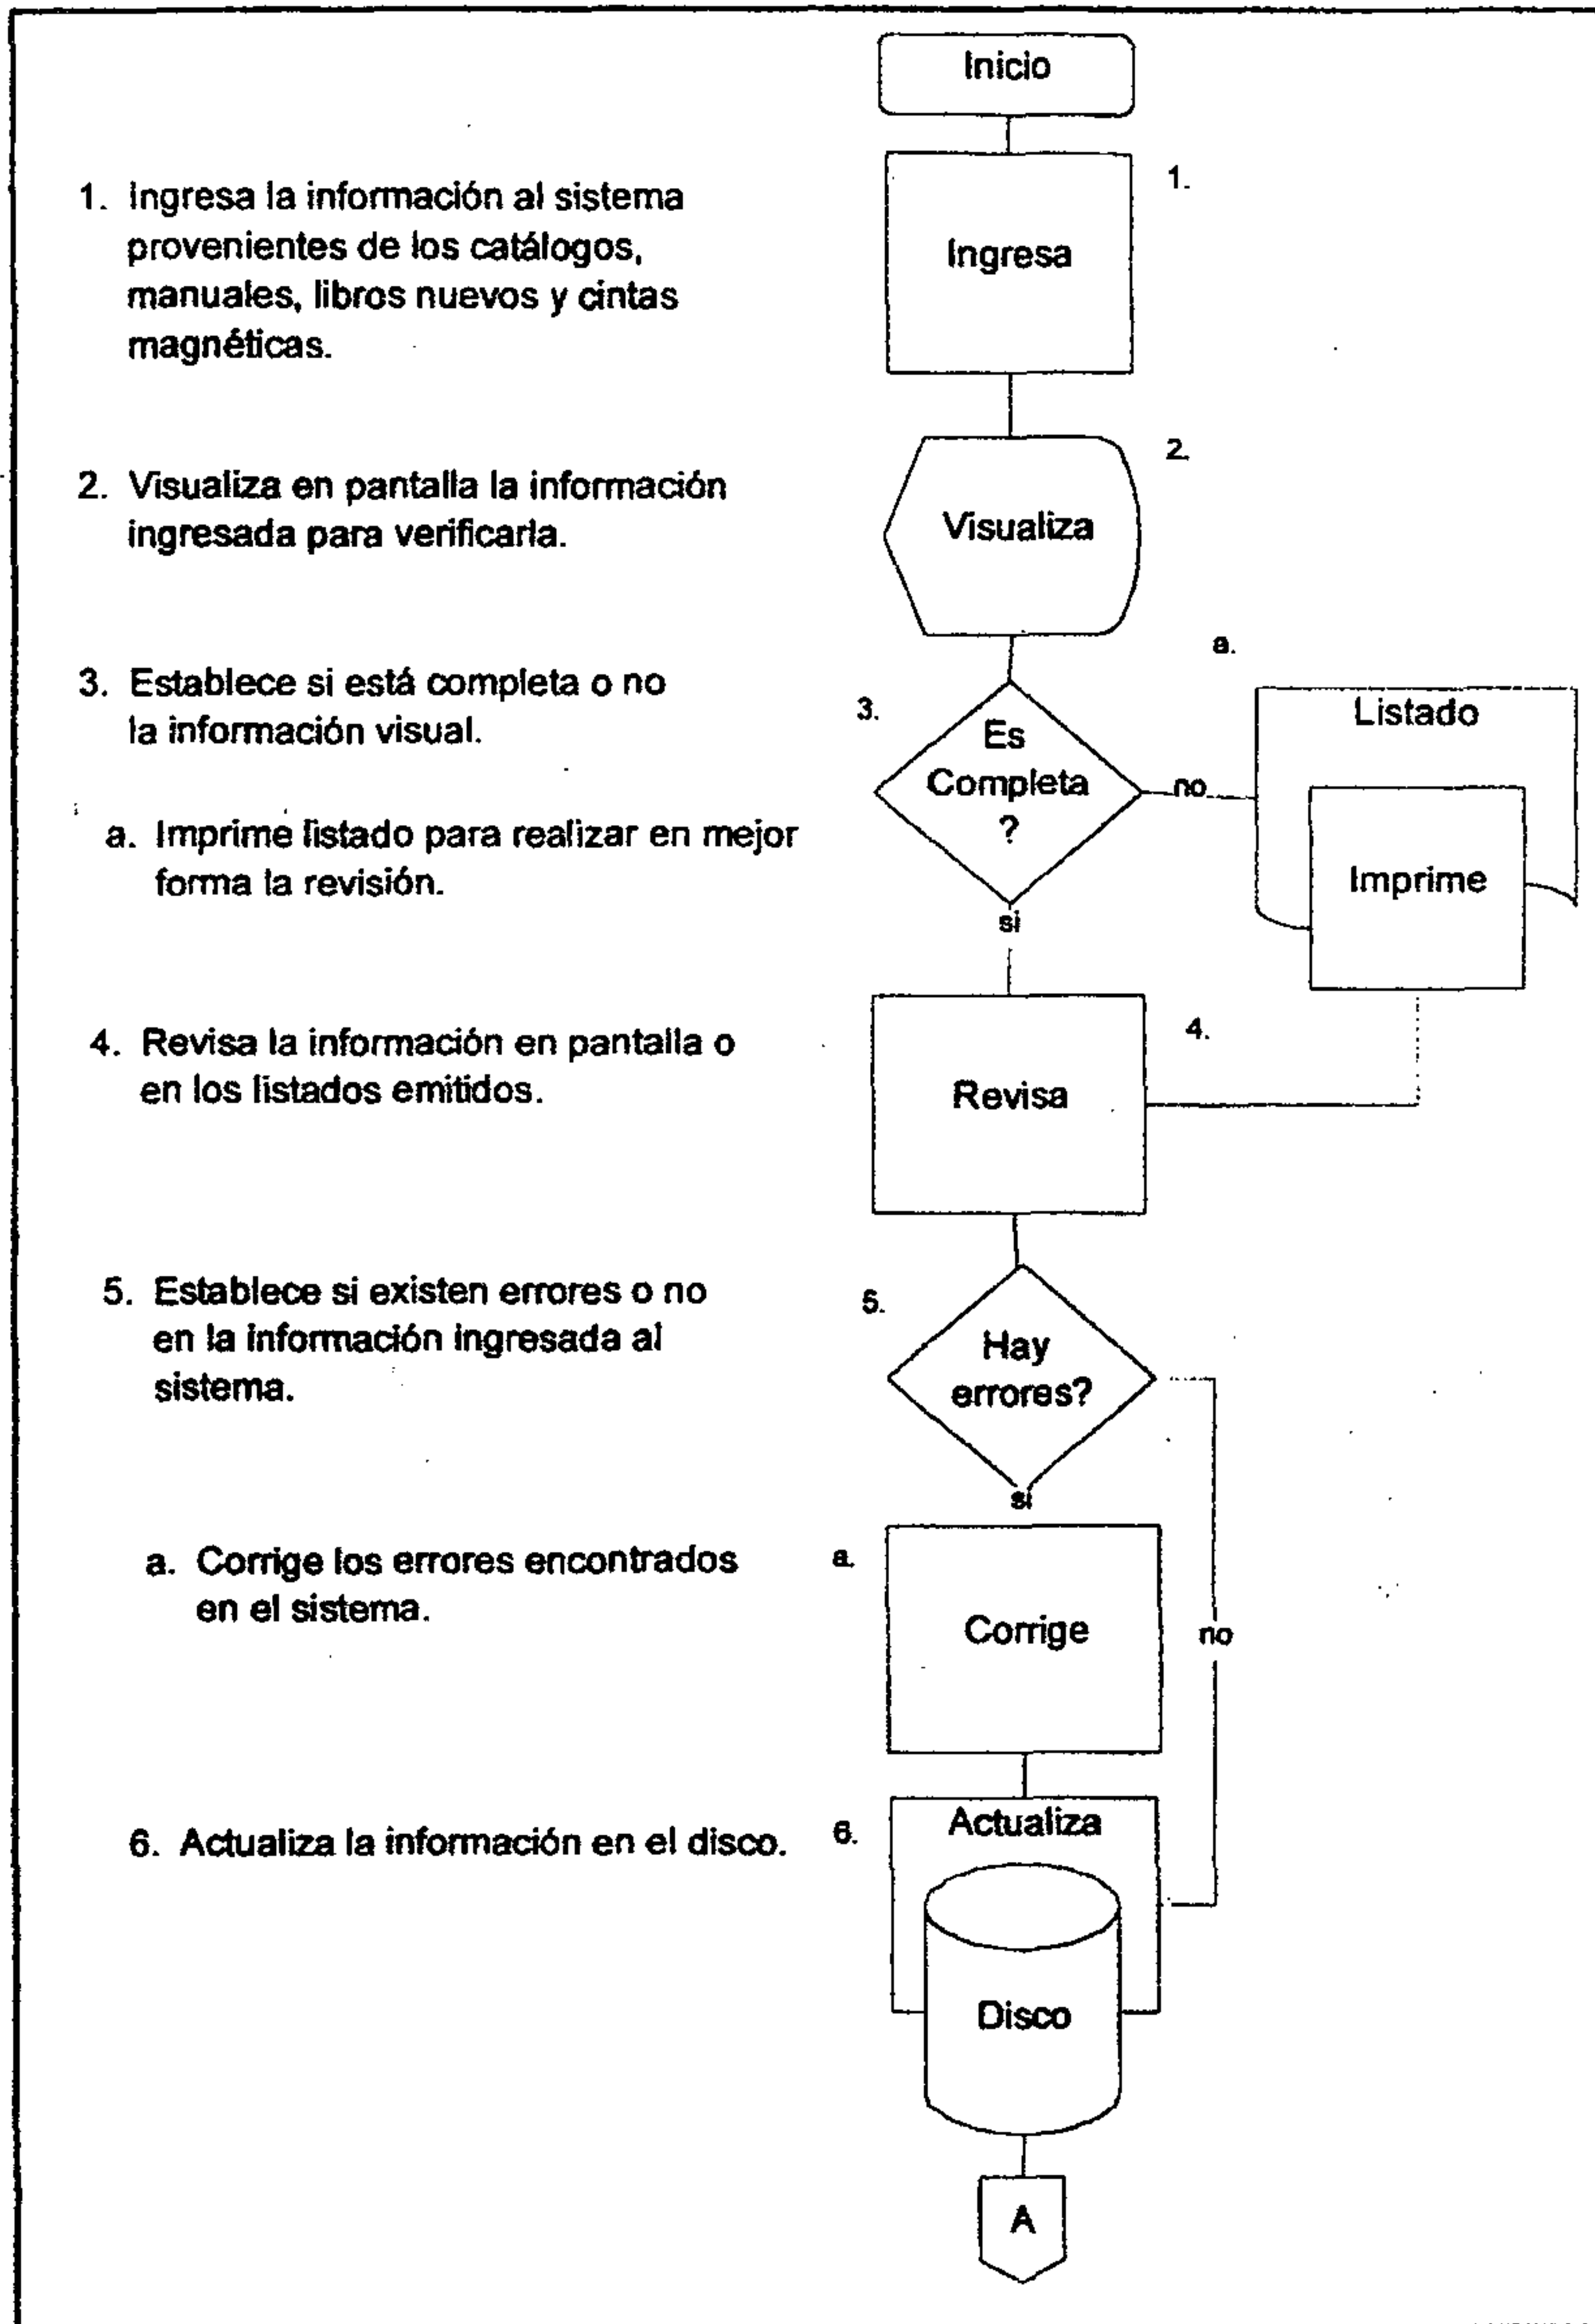 Inicio
1. Ingresa la información al sistema
provenientes de los catálogos,
manuales, libros nuevos y cintas
magnéticas.
1.
Ingresa
2. Visualiza en pantalla la información
ingresada para verificarla.
2.
Visualiza
3. Establece si está completa o no
la información visual.
3.
Es
Completa
?
no
si
a. Imprime listado para realizar en mejor
forma la revisión.
a.
Listado
Imprime
4. Revisa la información en pantalla o
en los listados emitidos.
4.
Revisa
5. Establece si existen errores o no
en la información ingresada al
sistema.
5.
Hay
errores?
si
no
a. Corrige los errores encontrados
en el sistema.
a.
Corrige
6. Actualiza la información en el disco.
6.
Actualiza
Disco
A